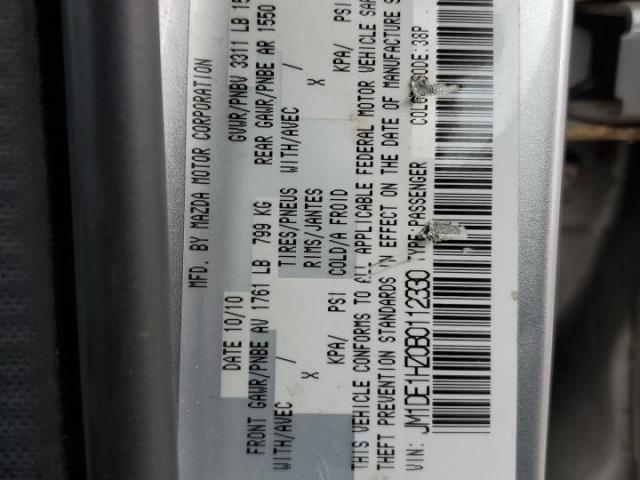 MFD. BY MAZDA MOTOR CORPORATION
DATE 10/10
GVWR/PNBV 3311 LB
FRONT GAWR/PNBE AV 1761 LB 799 KG
REAR GAWR/PNBE AR 1550
WITH/AVEC / TIRES/PNEUS WITH/AVEC /
X RIMS/JANTES X
KPA/ PSI COLD/A FROID KPA/ PSI
THIS VEHICLE CONFORMS TO ALL APPLICABLE FEDERAL MOTOR VEHICLE
THEFT PREVENTION STANDARDS IN EFFECT ON THE DATE OF MANUFACTURE
VIN: JM1DE1HZ0B0112330 TYPE:PASSENGER CODE:38P